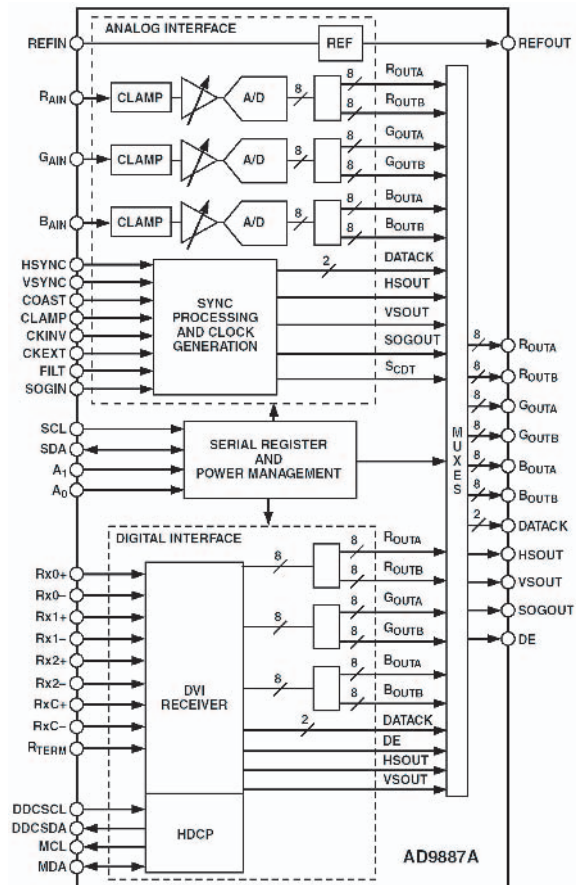 ANALOG INTERFACE
REFIN
REF
REFOUT
RAIN
CLAMP
A/D
8
8
ROUTA
8
ROUTB
GAIN
CLAMP
A/D
8
8
GOUTA
8
GOUTB
BAIN
CLAMP
A/D
8
8
BOUTA
8
BOUTB
HSYNC
VSYNC
COAST
CLAMP
CKINV
CKEXT
FILT
SOGIN
SYNC
PROCESSING
AND CLOCK
GENERATION
2
DATACK
HSOUT
VSOUT
SOGOUT
SCDT
SCL
SDA
A1
A0
SERIAL REGISTER
AND
POWER MANAGEMENT
MUXES
8
ROUTA
8
ROUTB
8
GOUTA
8
GOUTB
8
BOUTA
8
BOUTB
2
DATACK
HSOUT
VSOUT
SOGOUT
DE
DIGITAL INTERFACE
Rx0+
Rx0-
Rx1+
Rx1-
Rx2+
Rx2-
RxC+
RxC-
RTERM
DVI
RECEIVER
8
8
ROUTA
8
ROUTB
8
8
GOUTA
8
GOUTB
8
8
BOUTA
8
BOUTB
2
DATACK
DE
HSOUT
VSOUT
DDCSCL
DDCSDA
MCL
MDA
HDCP
AD9887A